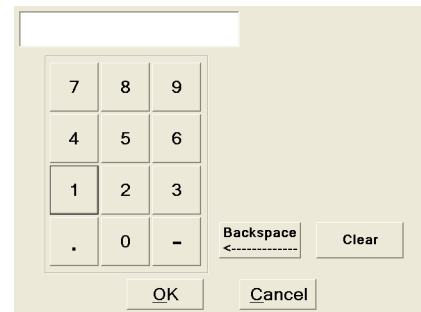 7 8 9
4 5 6
1 2 3
. 0 -
Backspace
<-------------
Clear
OK Cancel